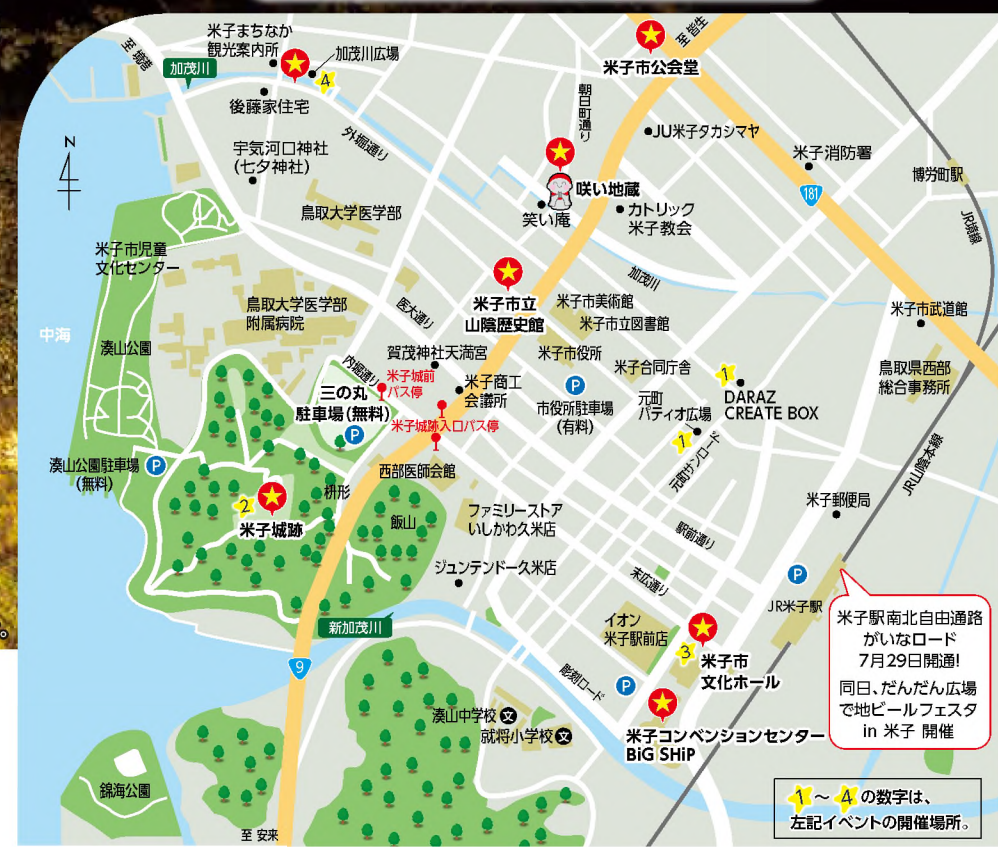 至 境港
米子まちなか
観光案内所
加茂川広場
加茂川
4
後藤家住宅
外堀通り
宇気河口神社
(七夕神社)
鳥取大学医学部
N
米子市児童
文化センター
鳥取大学医学部
附属病院
中海
湊山公園
至 皆生
米子市公会堂
朝日町通り
JU米子タカシマヤ
咲い地蔵
笑い庵
カトリック
米子教会
米子消防署
181
博労町駅
JR境線
加茂川
米子市立
山陰歴史館
米子市美術館
米子市立図書館
米子市武道館
鳥取県西部
総合事務所
医大通り
賀茂神社天満宮
内堀通り
米子城前
バス停
米子商工
会議所
米子市役所
P
市役所駐車場
(有料)
米子合同庁舎
1
DARAZ
CREATE BOX
元町
パティオ広場
1
元町サンロード
三の丸
駐車場(無料)
P
米子城跡入口バス停
湊山公園駐車場
(無料)
P
西部医師会館
枡形
2
米子城跡
飯山
ファミリーストア
いしかわ久米店
ジュンテンドー久米店
駅前通り
末広通り
米子郵便局
JR山陰本線
P
JR米子駅
新加茂川
9
イオン
米子駅前店
3
米子市
文化ホール
彫刻ロード
P
米子コンベンションセンター
BiG SHiP
湊山中学校 文
就将小学校 文
錦海公園
至 安来
米子駅南北自由通路
がいなロード
7月29日開通!
同日、だんだん広場
で地ビールフェスタ
in 米子 開催
1～4の数字は、
左記イベントの開催場所。
。